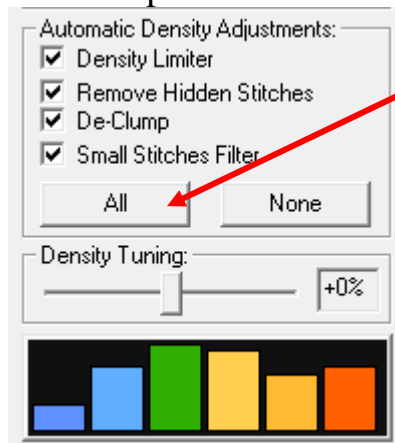 Automatic Density Adjustments:
Density Limiter
Remove Hidden Stitches
De-Clump
Small Stitches Filter
All None
Density Tuning:
+0%